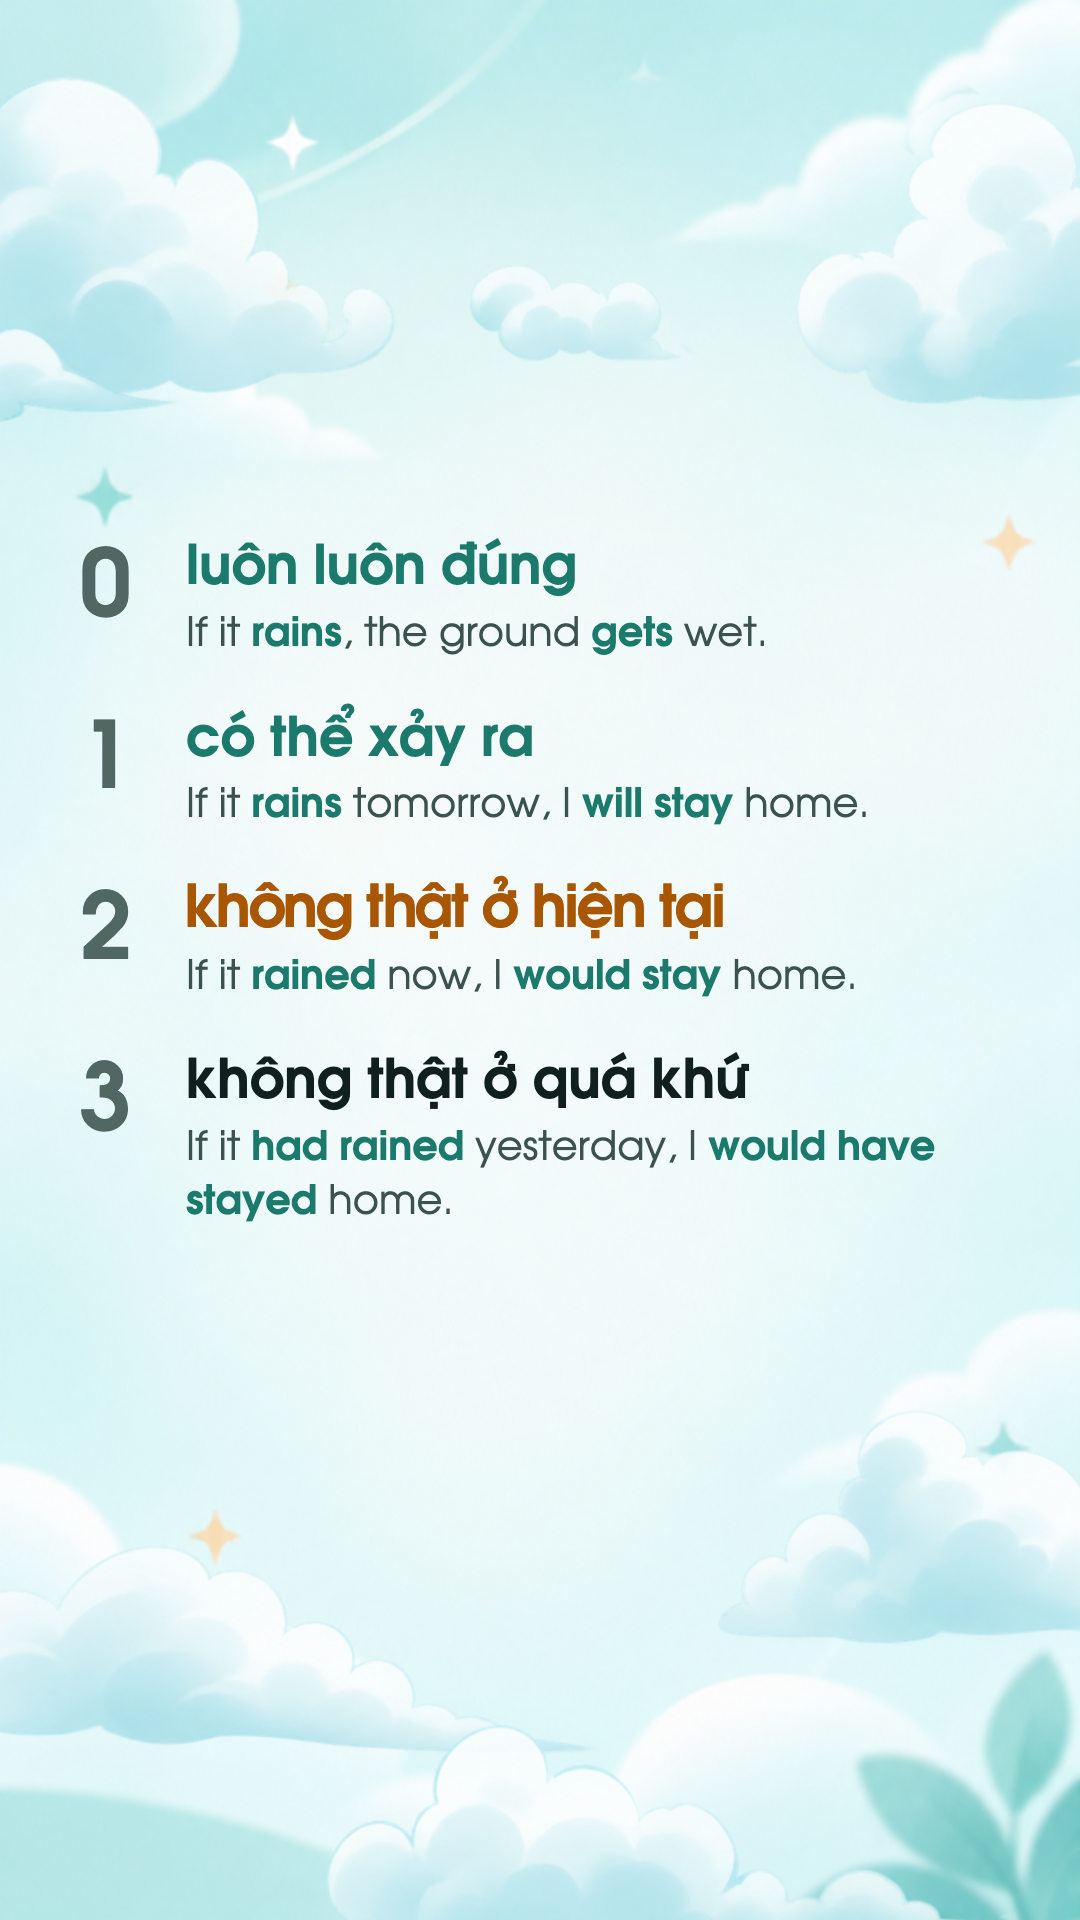 0 luôn luôn đúng
If it rains, the ground gets wet.
1 có thể xảy ra
If it rains tomorrow, I will stay home.
2 không thật ở hiện tại
If it rained now, I would stay home.
3 không thật ở quá khứ
If it had rained yesterday, I would have
stayed home.